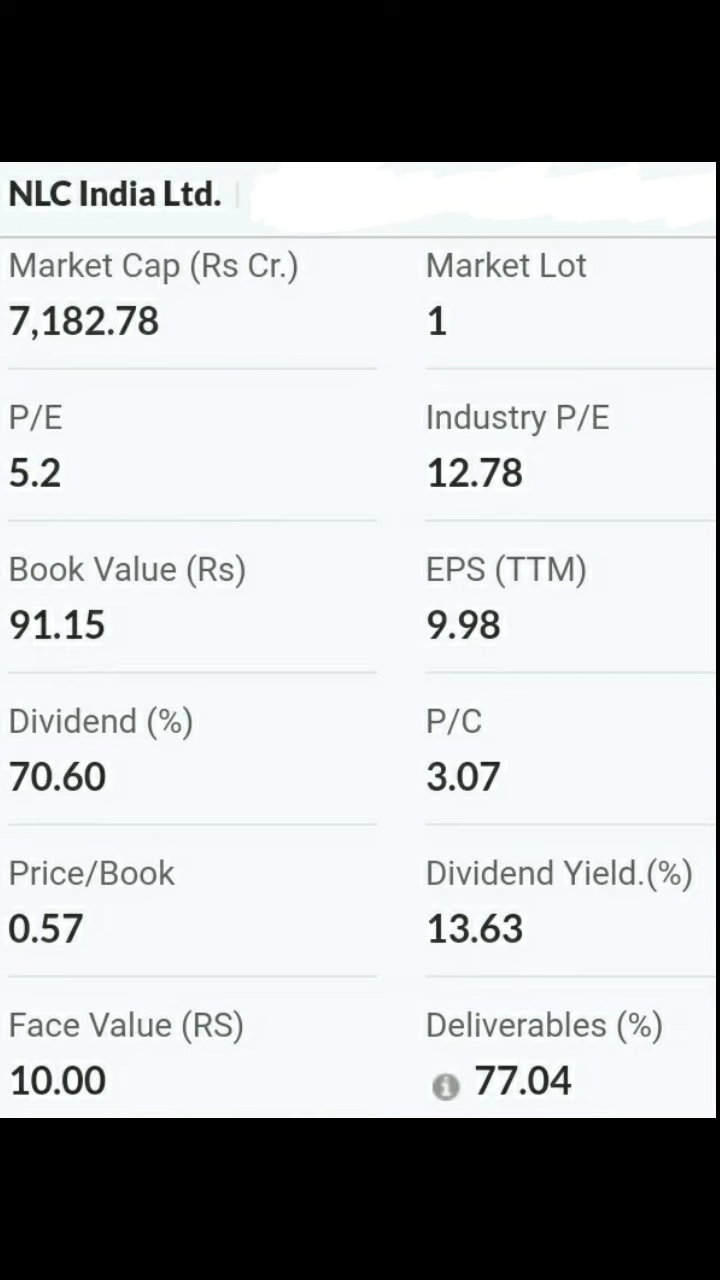 NLC India Ltd.
Market Cap (Rs Cr.) Market Lot
7,182.78 1
P/E Industry P/E
5.2 12.78
Book Value (Rs) EPS (TTM)
91.15 9.98
Dividend (%) P/C
70.60 3.07
Price/Book Dividend Yield.(%)
0.57 13.63
Face Value (RS) Deliverables (%)
10.00 77.04